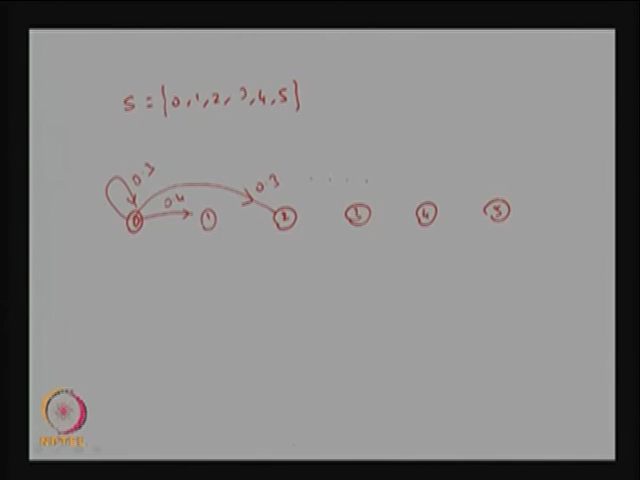 S = {0,1,2,3,4,5}
0.3
0.4
0.3
. . . .
0 1 2 3 4 5
NPTEL